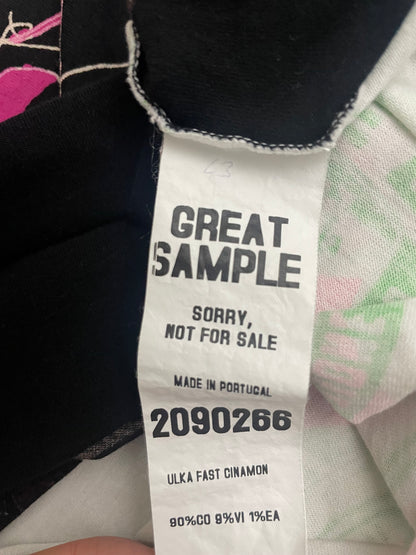 GREAT
SAMPLE
SORRY,
NOT FOR SALE
MADE IN PORTUGAL
2090266
ULKA FAST CINAMON
90%CO 9%VI 1%EA